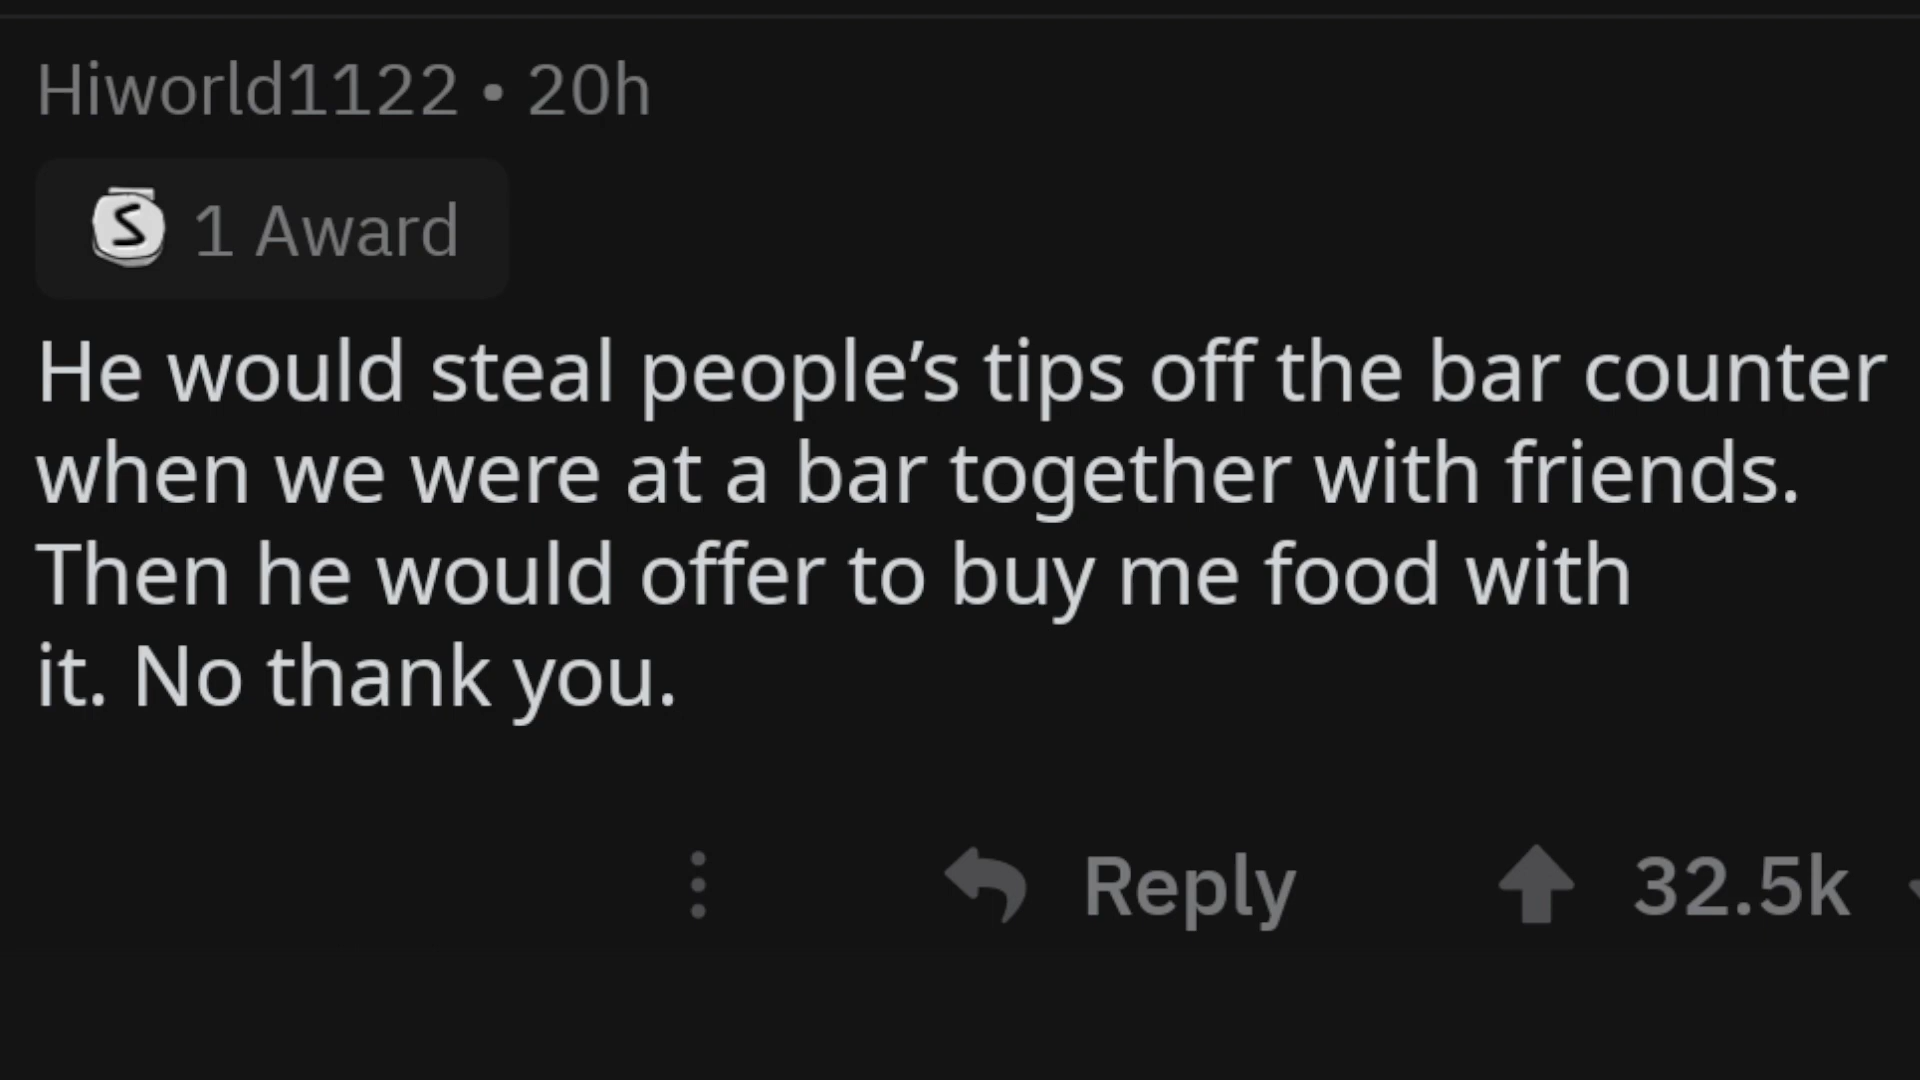 Hiworld1122 • 20h
S 1 Award
He would steal people’s tips off the bar counter
when we were at a bar together with friends.
Then he would offer to buy me food with
it. No thank you.
Reply 32.5k